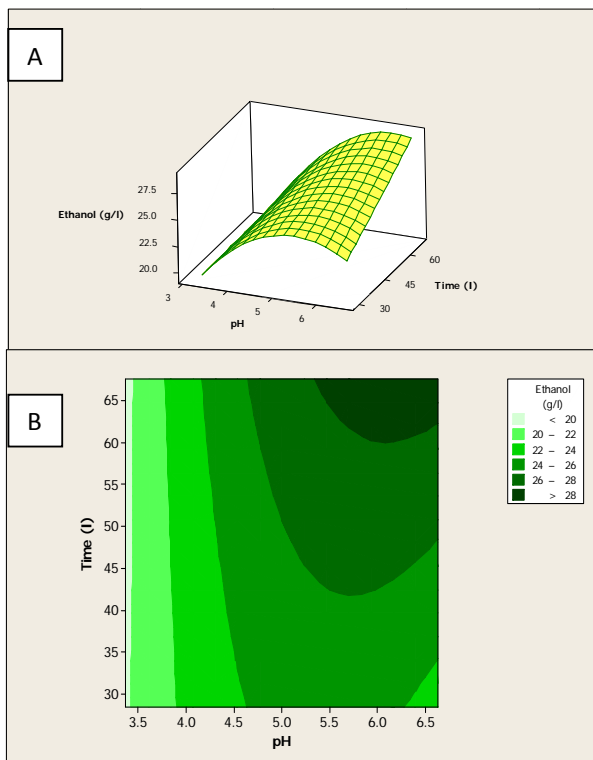 A
27.5
25.0
Ethanol (g/l)
22.5
20.0
3
4
5
6
pH
60
45
30
Time (I)
B
65
60
55
50
45
40
35
30
Time (I)
3.5 4.0 4.5 5.0 5.5 6.0 6.5
pH
Ethanol
(g/l)
< 20
20 – 22
22 – 24
24 – 26
26 – 28
> 28